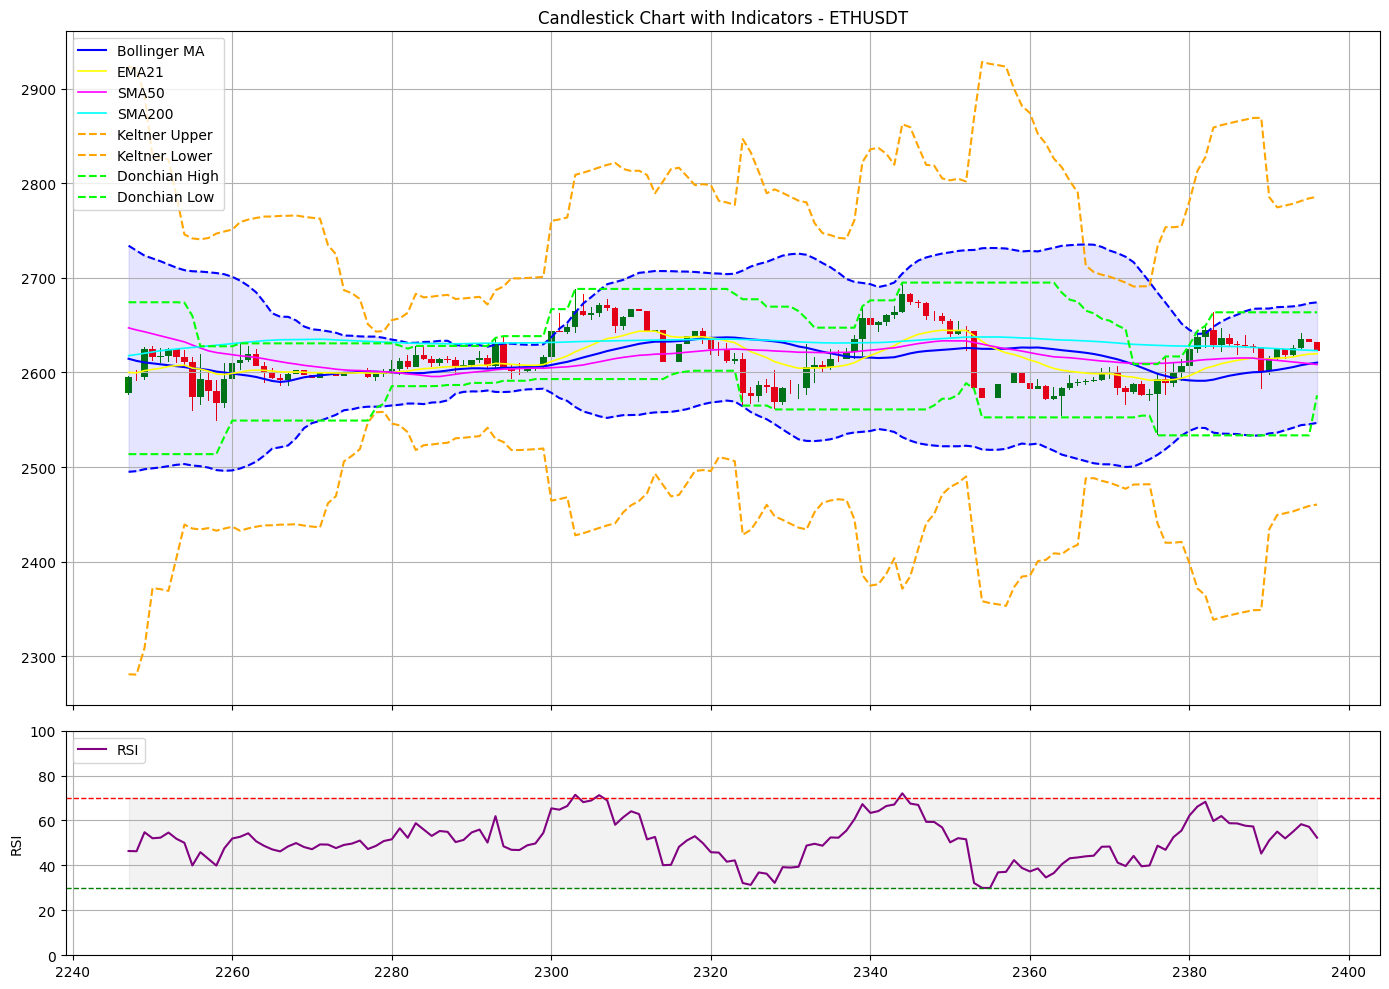 Candlestick Chart with Indicators - ETHUSDT
Bollinger MA
EMA21
SMA50
SMA200
Keltner Upper
Keltner Lower
Donchian High
Donchian Low
2900
2800
2700
2600
2500
2400
2300
RSI
100
80
60
40
20
0
RSI
2240
2260
2280
2300
2320
2340
2360
2380
2400